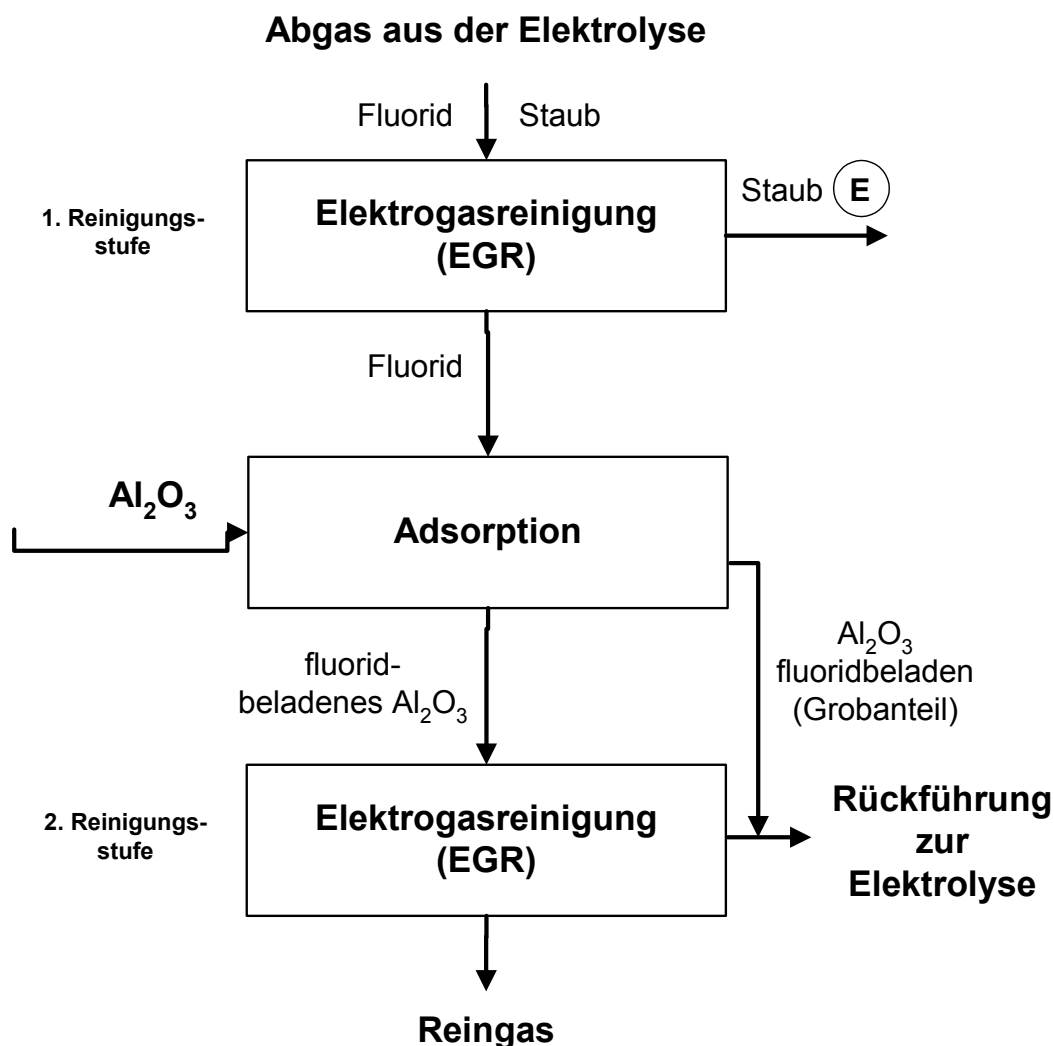 Abgas aus der Elektrolyse
Fluorid Staub
1. Reinigungs-
stufe
Elektrogasreinigung
(EGR)
Staub E
Fluorid
Al₂O₃
Adsorption
fluorid-
beladenes Al₂O₃
Al₂O₃
fluoridbeladen
(Grobanteil)
2. Reinigungs-
stufe
Elektrogasreinigung
(EGR)
Rückführung
zur
Elektrolyse
Reingas